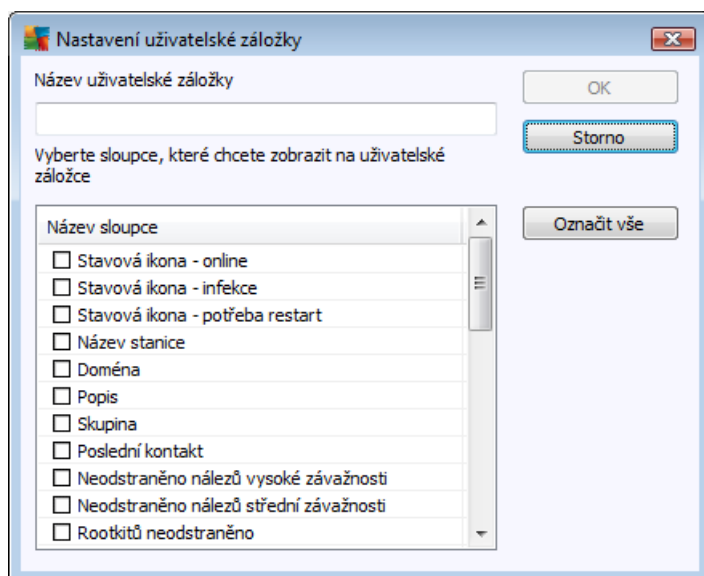 Nastavení uživatelské záložky
Název uživatelské záložky
OK
Storno
Vyberte sloupce, které chcete zobrazit na uživatelské
záložce
Označit vše
Název sloupce
Stavová ikona - online
Stavová ikona - infekce
Stavová ikona - potřeba restart
Název stanice
Doména
Popis
Skupina
Poslední kontakt
Neodstraněno nálezů vysoké závažnosti
Neodstraněno nálezů střední závažnosti
Rootkitů neodstraněno